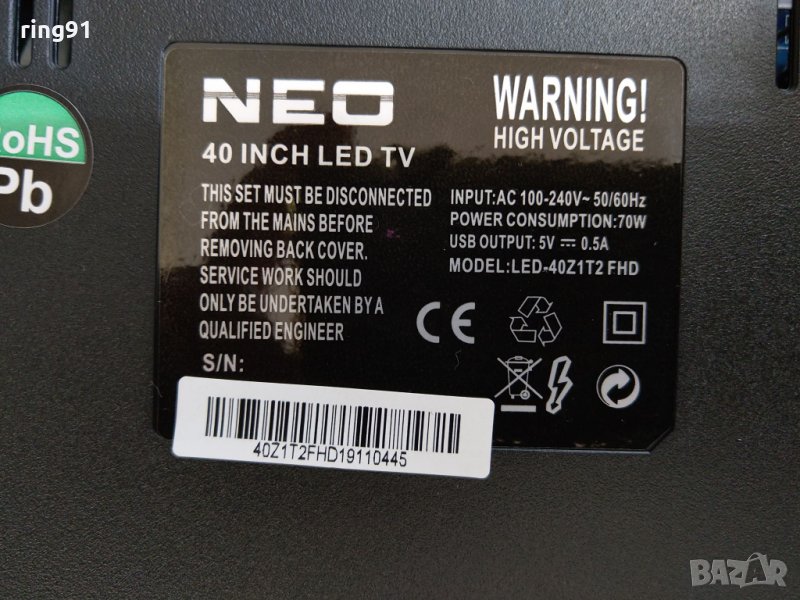 ring91
RoHS
Pb
NEO
40 INCH LED TV
THIS SET MUST BE DISCONNECTED
FROM THE MAINS BEFORE
REMOVING BACK COVER.
SERVICE WORK SHOULD
ONLY BE UNDERTAKEN BY A
QUALIFIED ENGINEER
S/N:
WARNING!
HIGH VOLTAGE
INPUT:AC 100-240V~ 50/60Hz
POWER CONSUMPTION:70W
USB OUTPUT: 5V ⎓ 0.5A
MODEL:LED-40Z1T2 FHD
CE
40Z1T2FHD19110445
BAZAR